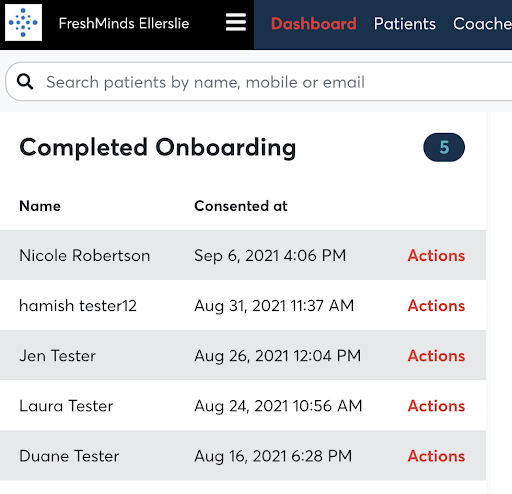 FreshMinds Ellerslie Dashboard Patients Coache
Search patients by name, mobile or email
Completed Onboarding 5
Name Consented at
Nicole Robertson Sep 6, 2021 4:06 PM Actions
hamish tester12 Aug 31, 2021 11:37 AM Actions
Jen Tester Aug 26, 2021 12:04 PM Actions
Laura Tester Aug 24, 2021 10:56 AM Actions
Duane Tester Aug 16, 2021 6:28 PM Actions